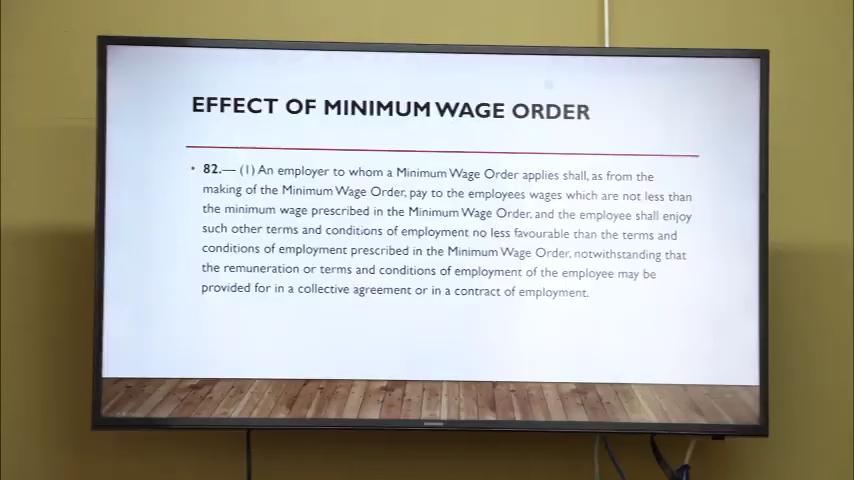 EFFECT OF MINIMUM WAGE ORDER
• 82.— (1) An employer to whom a Minimum Wage Order applies shall, as from the
making of the Minimum Wage Order, pay to the employees wages which are not less than
the minimum wage prescribed in the Minimum Wage Order, and the employee shall enjoy
such other terms and conditions of employment no less favourable than the terms and
conditions of employment prescribed in the Minimum Wage Order, notwithstanding that
the remuneration or terms and conditions of employment of the employee may be
provided for in a collective agreement or in a contract of employment.